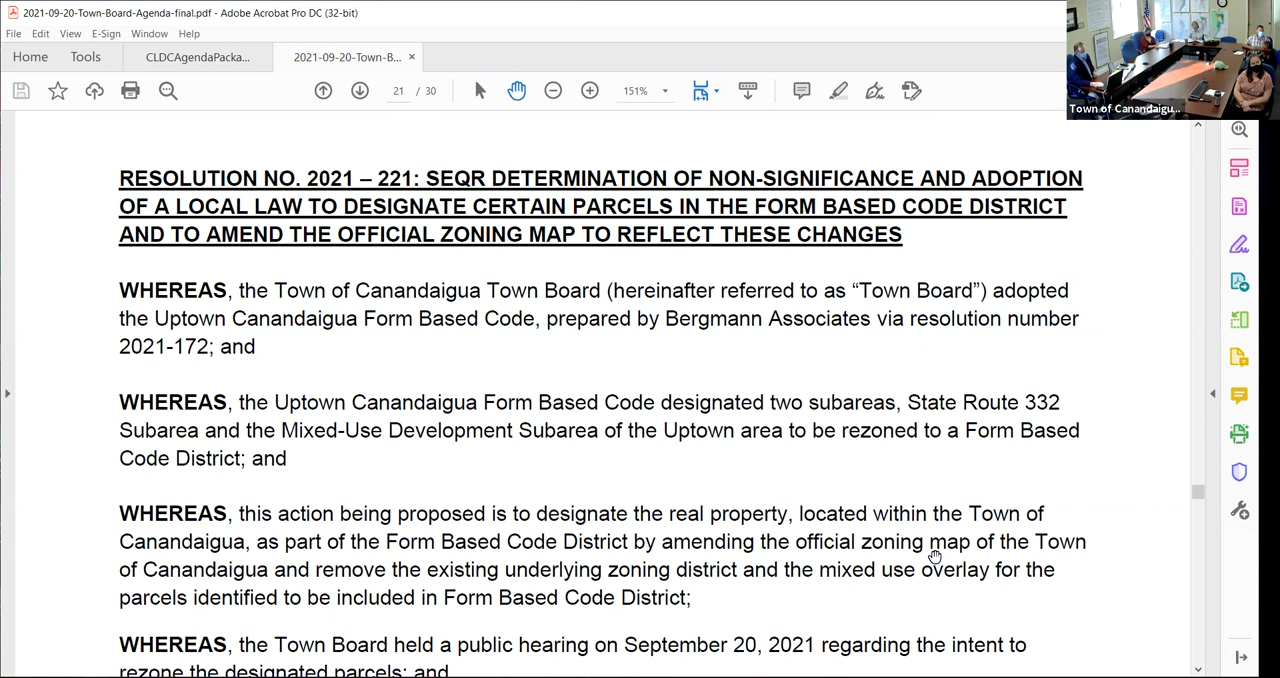 2021-09-20-Town-Board-Agenda-final.pdf - Adobe Acrobat Pro DC (32-bit)
File Edit View E-Sign Window Help
Home Tools CLDCAgendaPacka... 2021-09-20-Town-B... ×
21 / 30 151%
Town of Canandaigu...
RESOLUTION NO. 2021 – 221: SEQR DETERMINATION OF NON-SIGNIFICANCE AND ADOPTION
OF A LOCAL LAW TO DESIGNATE CERTAIN PARCELS IN THE FORM BASED CODE DISTRICT
AND TO AMEND THE OFFICIAL ZONING MAP TO REFLECT THESE CHANGES
WHEREAS, the Town of Canandaigua Town Board (hereinafter referred to as “Town Board”) adopted
the Uptown Canandaigua Form Based Code, prepared by Bergmann Associates via resolution number
2021-172; and
WHEREAS, the Uptown Canandaigua Form Based Code designated two subareas, State Route 332
Subarea and the Mixed-Use Development Subarea of the Uptown area to be rezoned to a Form Based
Code District; and
WHEREAS, this action being proposed is to designate the real property, located within the Town of
Canandaigua, as part of the Form Based Code District by amending the official zoning map of the Town
of Canandaigua and remove the existing underlying zoning district and the mixed use overlay for the
parcels identified to be included in Form Based Code District;
WHEREAS, the Town Board held a public hearing on September 20, 2021 regarding the intent to
rezone the designated parcels; and